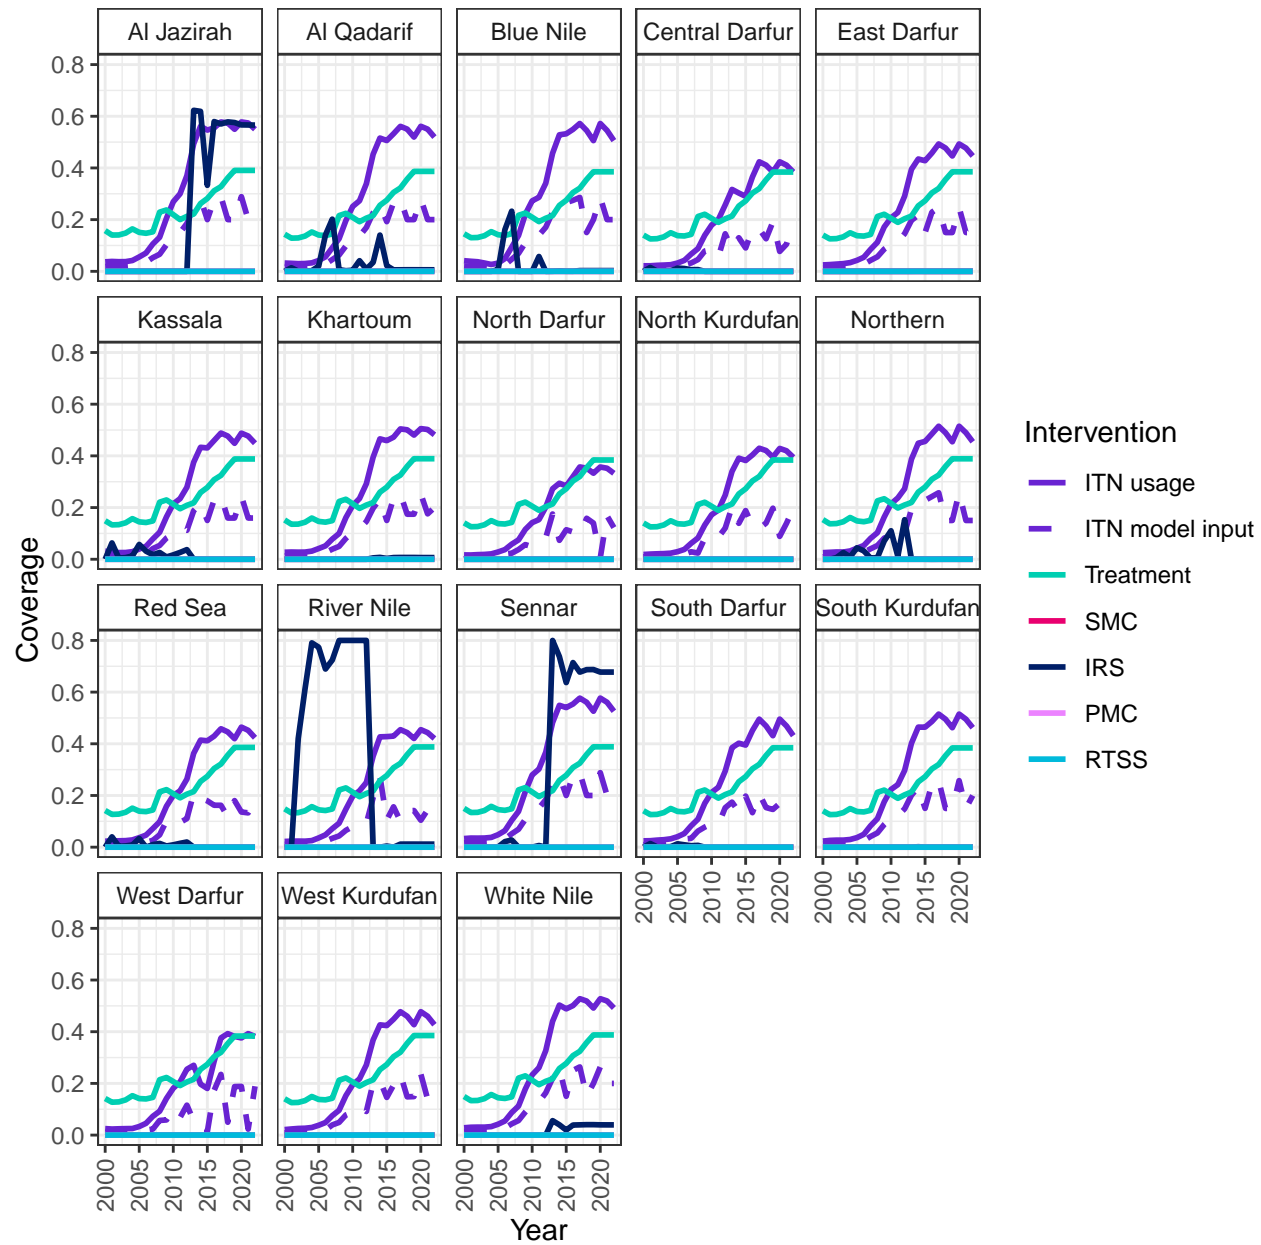 Al Jazirah
Al Qadarif
Blue Nile
Central Darfur
East Darfur
0.8
0.6
0.4
0.2
0.0
Kassala
Khartoum
North Darfur
North Kurdufan
Northern
0.8
0.6
0.4
0.2
0.0
Coverage
Red Sea
River Nile
Sennar
South Darfur
South Kurdufan
0.8
0.6
0.4
0.2
0.0
2000
2005
2010
2015
2020
2000
2005
2010
2015
2020
West Darfur
West Kurdufan
White Nile
0.8
0.6
0.4
0.2
0.0
2000
2005
2010
2015
2020
2000
2005
2010
2015
2020
2000
2005
2010
2015
2020
Year
Intervention
ITN usage
ITN model input
Treatment
SMC
IRS
PMC
RTSS